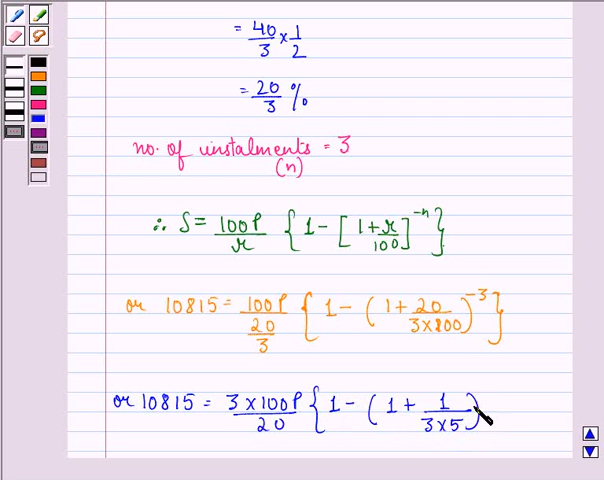 = 40/3 × 1/2
= 20/3 %
no. of instalments = 3
(n)
∴ S = 100P/r { 1 - [ 1 + r/100 ]^-n }
or 10815 = 100P/(20/3) { 1 - ( 1 + 20/(3×100) )^-3 }
or 10815 = 3×100P/20 { 1 - ( 1 + 1/(3×5) )